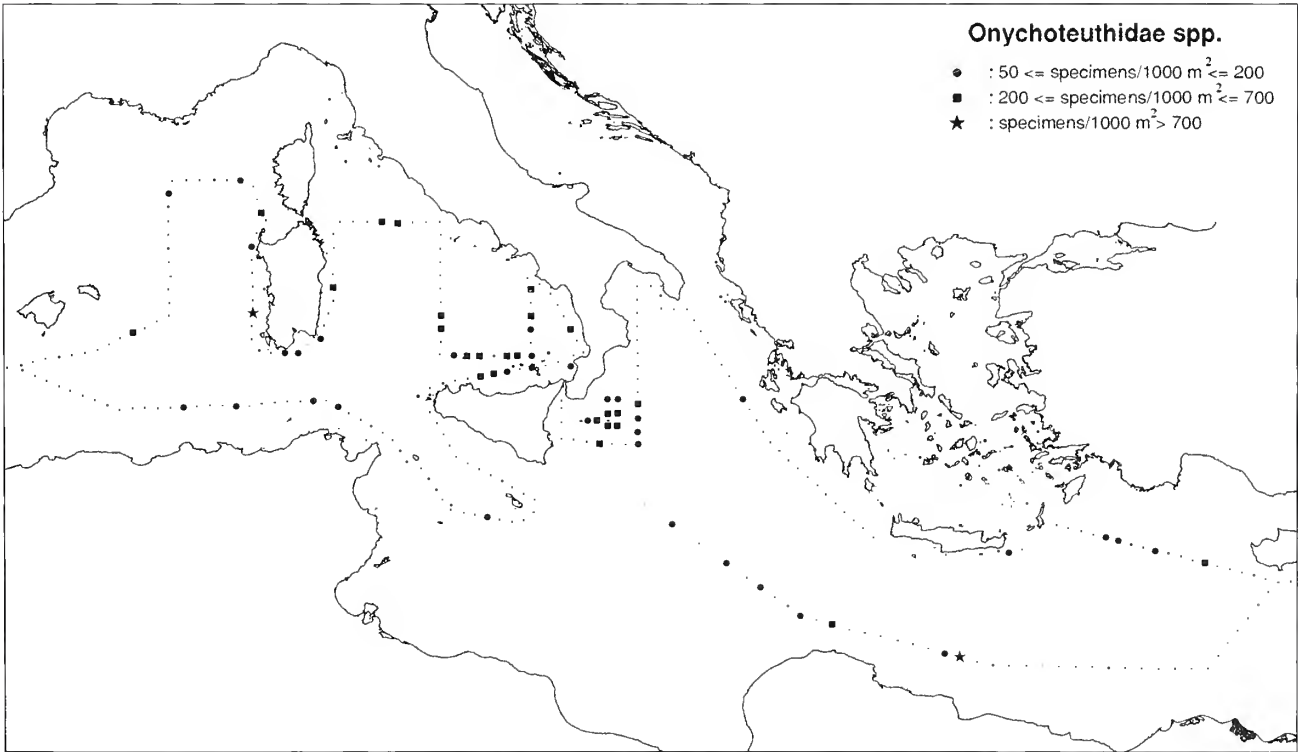 Onychoteuthidae spp.
: 50 <= specimens/1000 m²<= 200
: 200 <= specimens/1000 m²<= 700
: specimens/1000 m²> 700